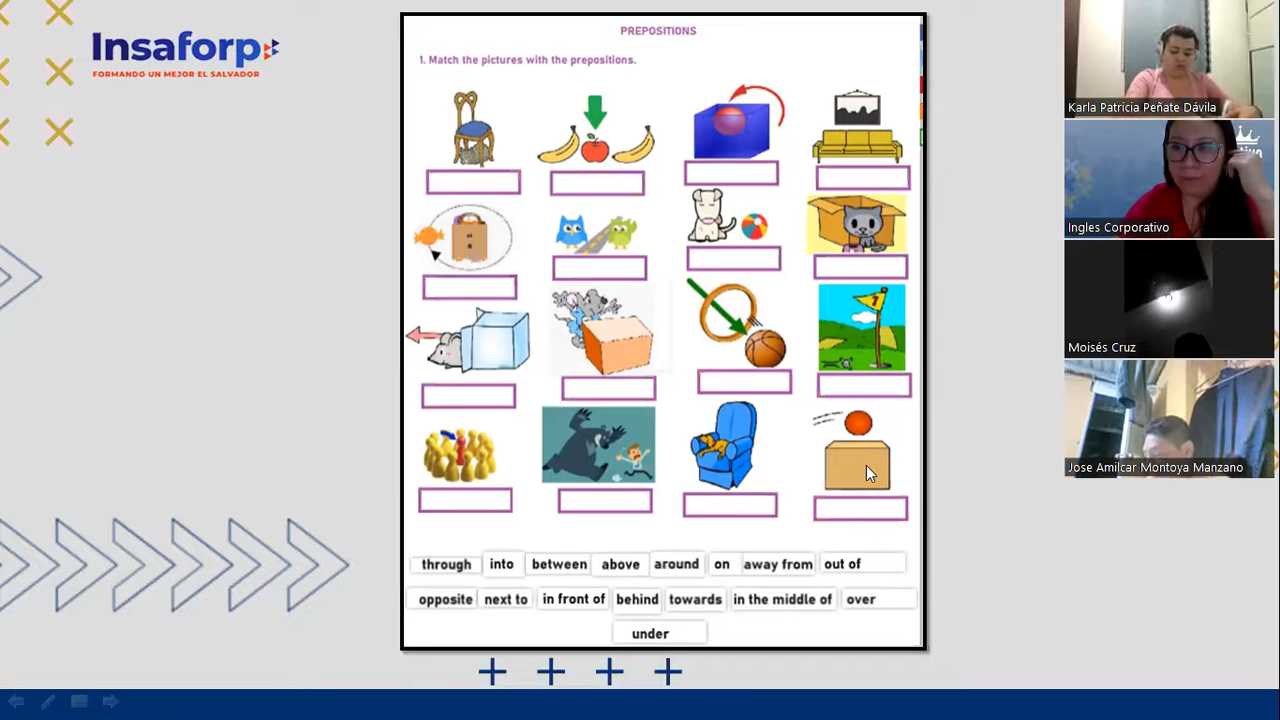 Insaforp
FORMANDO UN MEJOR EL SALVADOR
PREPOSITIONS
1. Match the pictures with the prepositions.
7
through into between above around on away from out of
opposite next to in front of behind towards in the middle of over
under
Karla Patricia Peñate Dávila
Ingles Corporativo
Moisés Cruz
Jose Amilcar Montoya Manzano